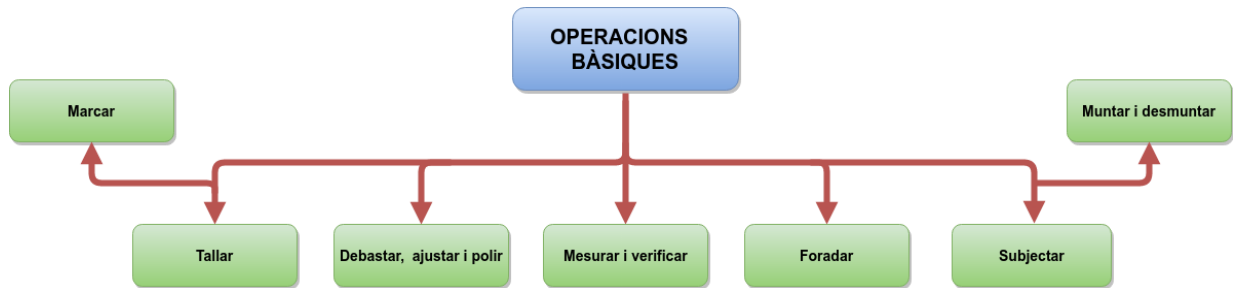 OPERACIONS
BÀSIQUES
Marcar
Muntar i desmuntar
Tallar
Debastar, ajustar i polir
Mesurar i verificar
Foradar
Subjectar